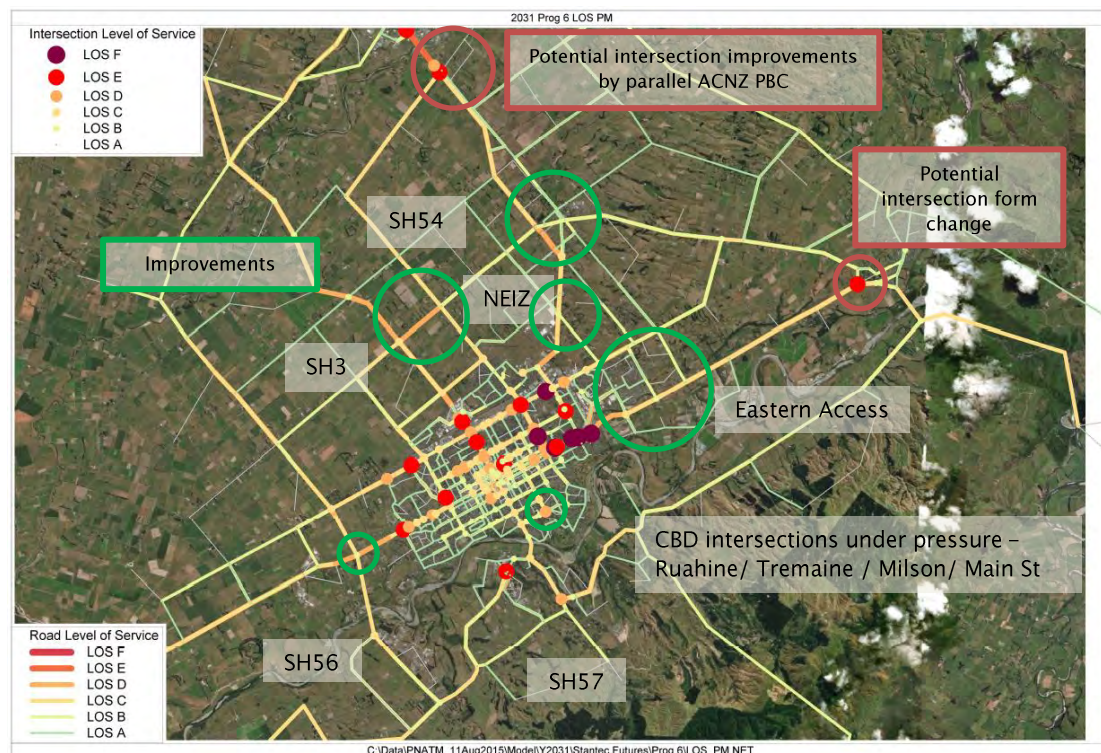 2031 Prog 6 LOS PM
Intersection Level of Service
LOS F
LOS E
LOS D
LOS C
LOS B
LOS A
Potential intersection improvements
by parallel ACNZ PBC
Potential
intersection form
change
SH54
Improvements
NEIZ
SH3
Eastern Access
CBD intersections under pressure –
Ruahine/ Tremaine / Milson/ Main St
Road Level of Service
LOS F
LOS E
LOS D
LOS C
LOS B
LOS A
SH56
SH57
C:\Data\PNATM_11Aug2015\Model\Y2031\Stantec Futures\Prog 6\LOS_PM.NET